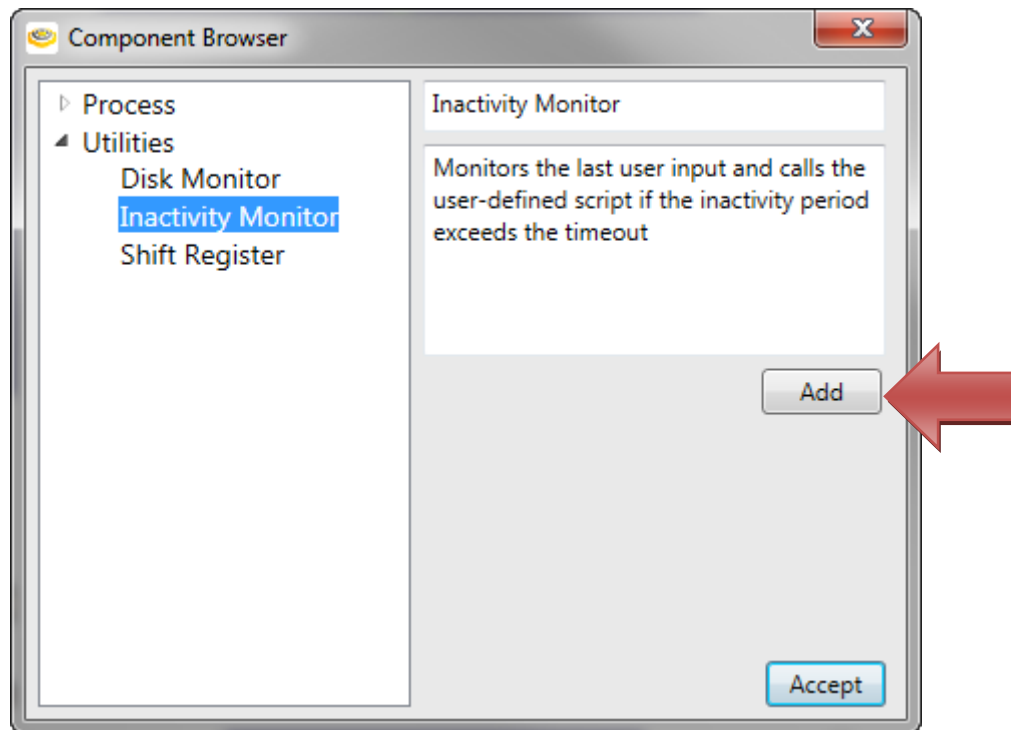 Component Browser
Process
Utilities
Disk Monitor
Inactivity Monitor
Shift Register
Inactivity Monitor
Monitors the last user input and calls the
user-defined script if the inactivity period
exceeds the timeout
Add
Accept